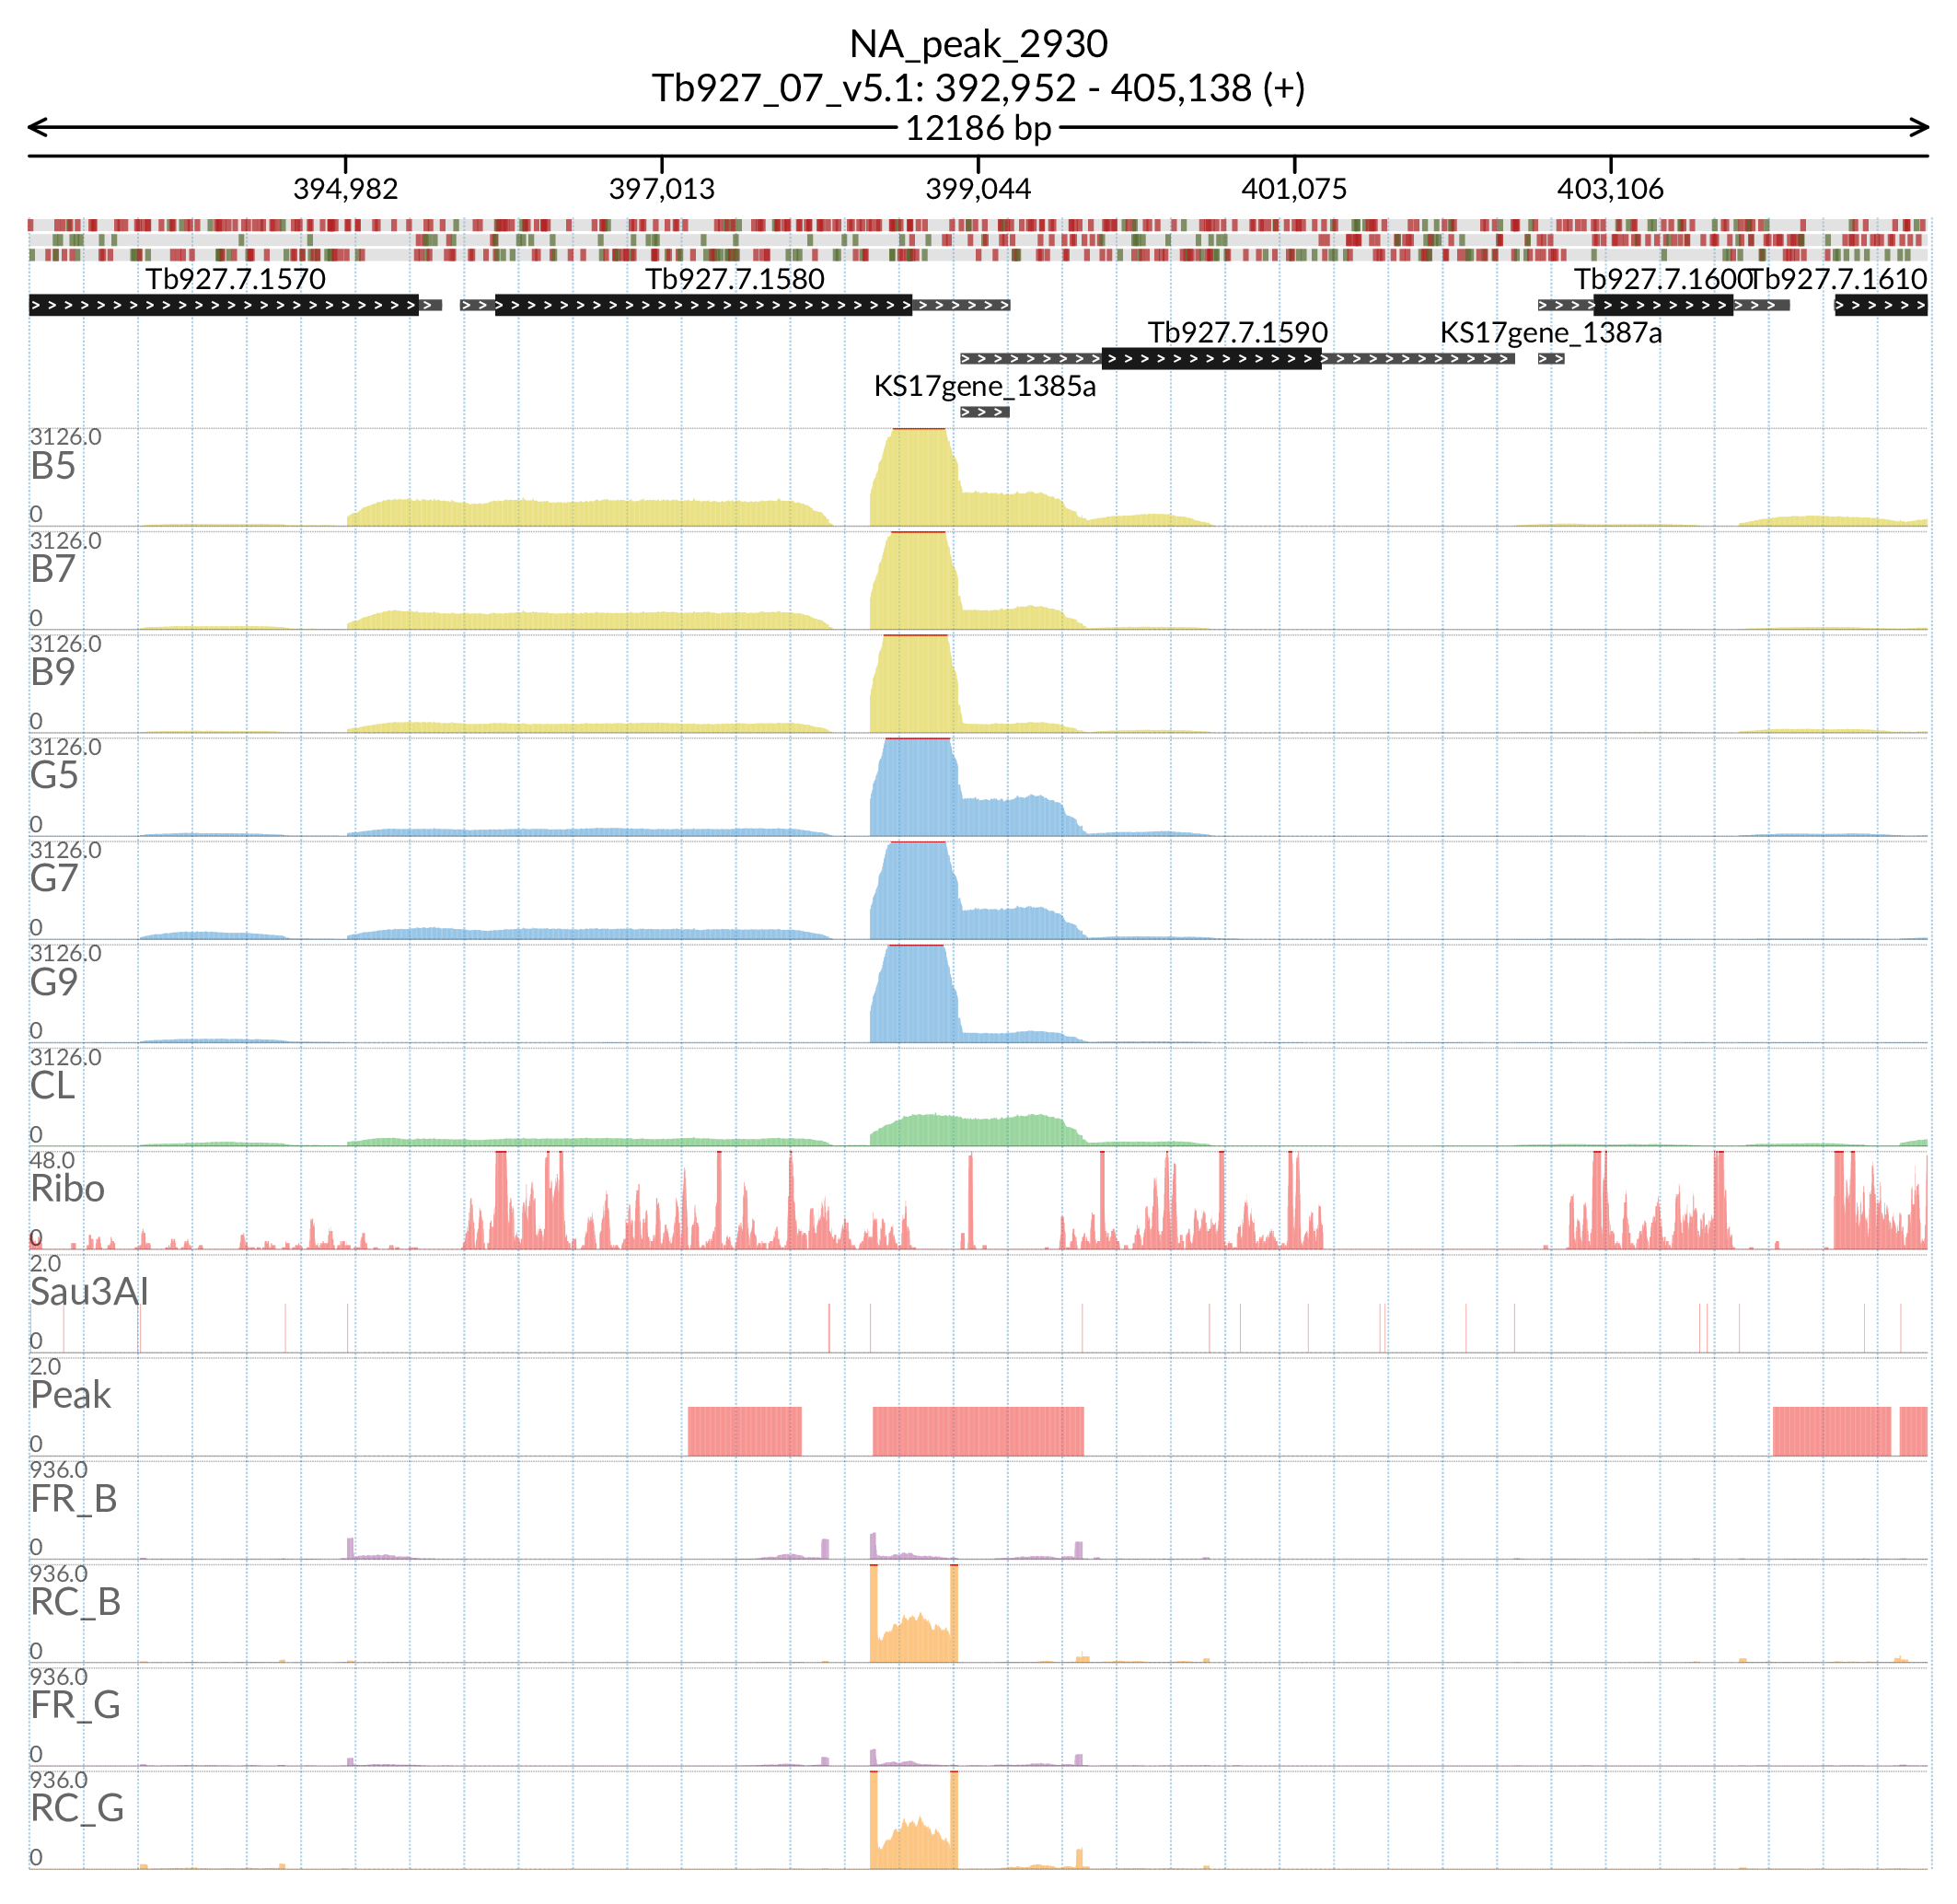 NA_peak_2930
Tb927_07_v5.1: 392,952 - 405,138 (+)
12186 bp
394,982 397,013 399,044 401,075 403,106
Tb927.7.1570 Tb927.7.1580 Tb927.7.1600 Tb927.7.1610
Tb927.7.1590 KS17gene_1387a
KS17gene_1385a
3126.0
B5
0
3126.0
B7
0
3126.0
B9
0
3126.0
G5
0
3126.0
G7
0
3126.0
G9
0
3126.0
CL
0
48.0
Ribo
0
2.0
Sau3AI
0
2.0
Peak
0
936.0
FR_B
0
936.0
RC_B
0
936.0
FR_G
0
936.0
RC_G
0